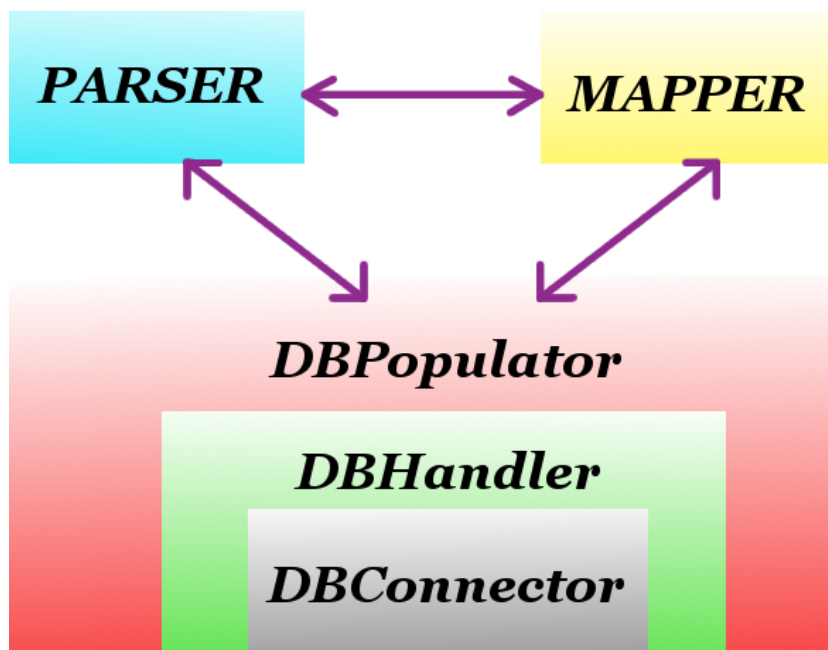 PARSER
MAPPER
DBPopulator
DBHandler
DBConnector